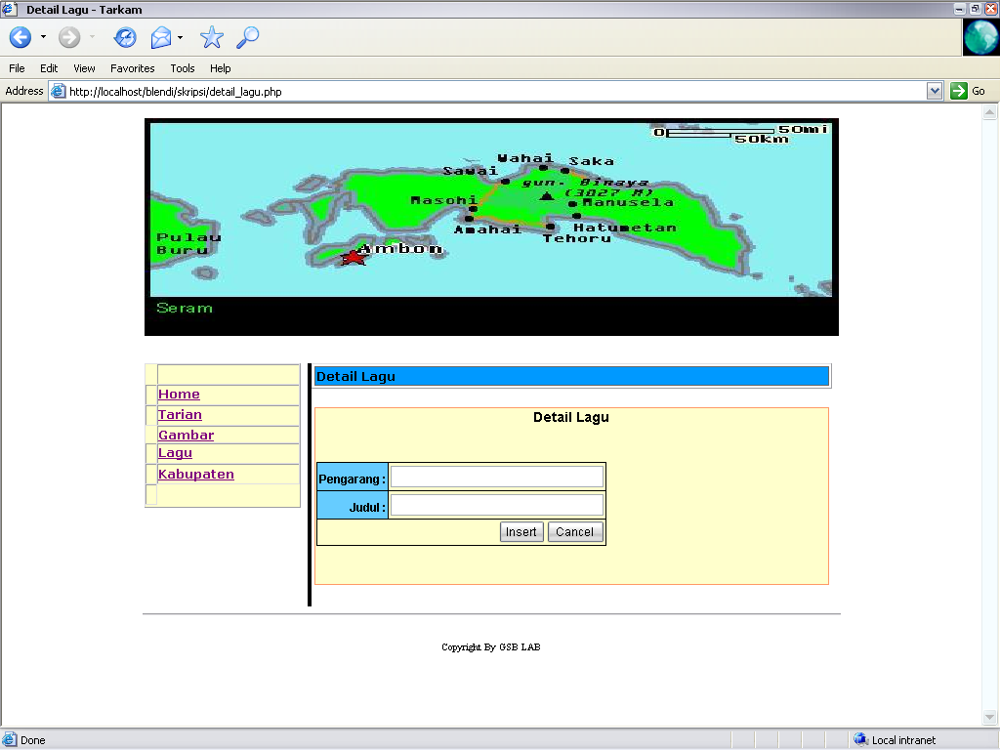 Detail Lagu - Tarkam
File Edit View Favorites Tools Help
Address http://localhost/blendi/skripsi/detail_lagu.php Go
0 50mi
50km
Wahai Saka
Sawai
gun. Binaya
(3027 M)
Masohi Manusela
Amahai Hatumetan
Tehoru
Pulau
Buru
Ambon
Seram
Detail Lagu
Home
Tarian
Gambar
Lagu
Kabupaten
Detail Lagu
Pengarang :
Judul :
Insert Cancel
Copyright By GSB LAB
Done Local intranet